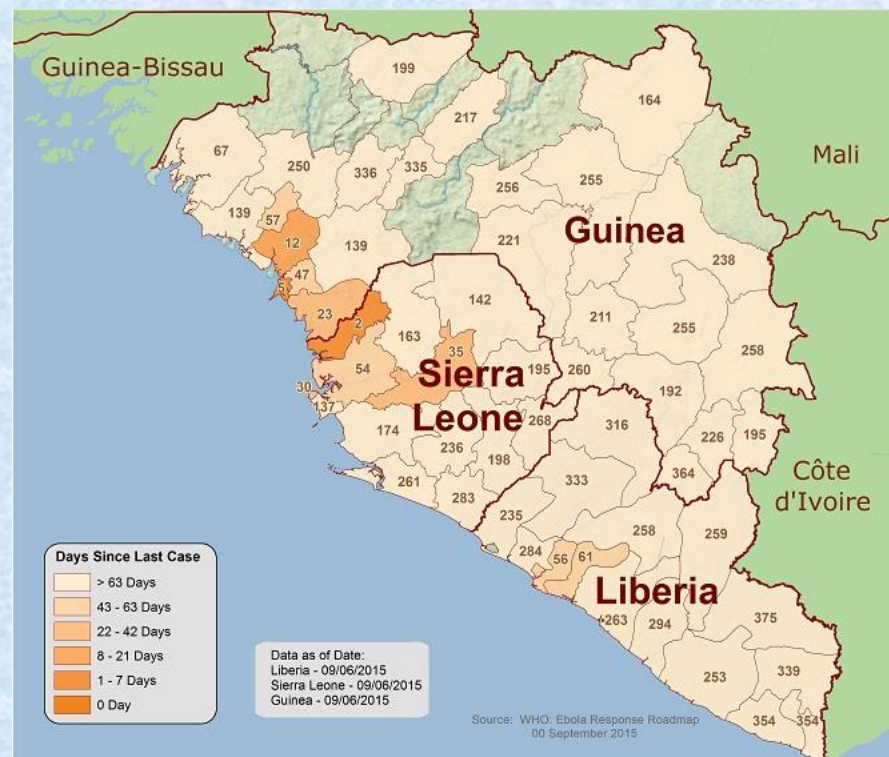 Guinea-Bissau
199
164
217
Mali
67
250
336
335
256
255
139
57
12
139
221
Guinea
5
47
238
23
2
142
211
255
163
35
258
54
Sierra
195
260
30
192
137
Leone
268
316
174
236
198
226
195
364
Côte
d'Ivoire
261
283
333
235
258
259
284
56
61
Liberia
263
294
375
253
339
354
354
Days Since Last Case
> 63 Days
43 - 63 Days
22 - 42 Days
8 - 21 Days
1 - 7 Days
0 Day
Data as of Date:
Liberia - 09/06/2015
Sierra Leone - 09/06/2015
Guinea - 09/06/2015
Source: WHO: Ebola Response Roadmap
00 September 2015